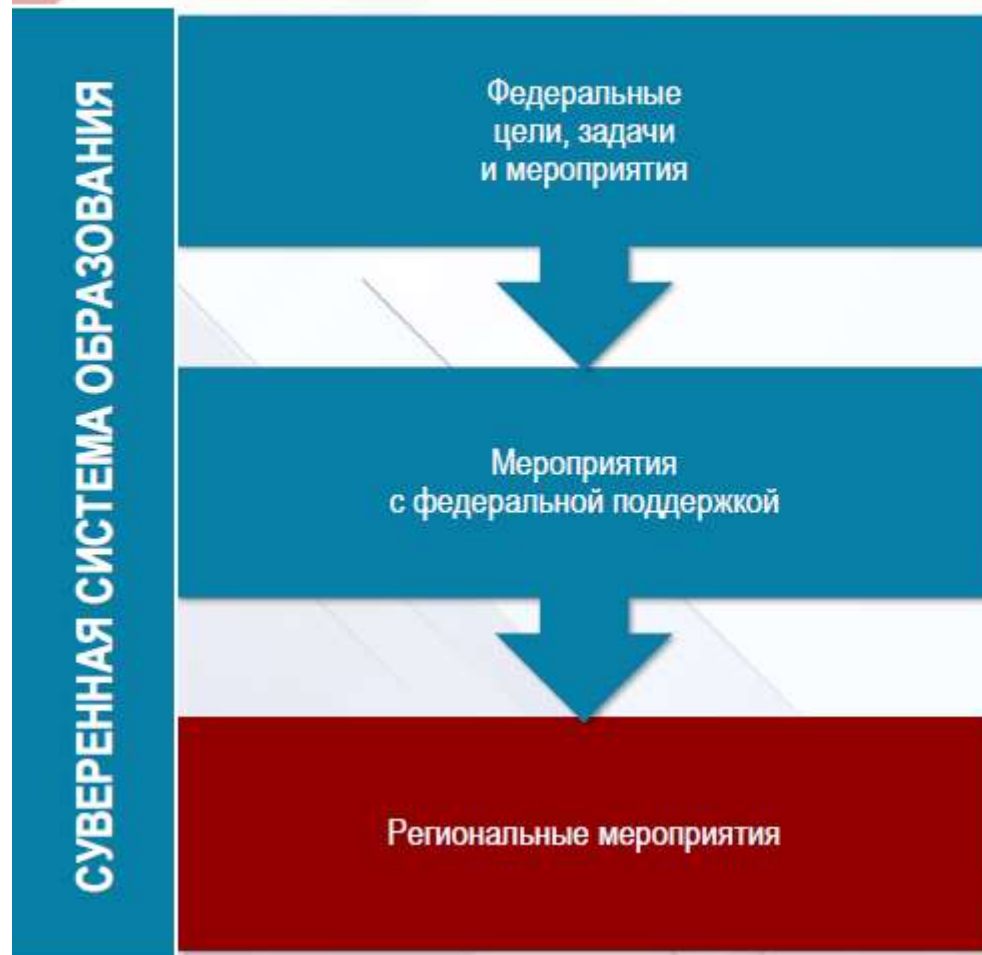 СУВЕРЕННАЯ СИСТЕМА ОБРАЗОВАНИЯ
Федеральные
цели, задачи
и мероприятия
Мероприятия
с федеральной поддержкой
Региональные мероприятия